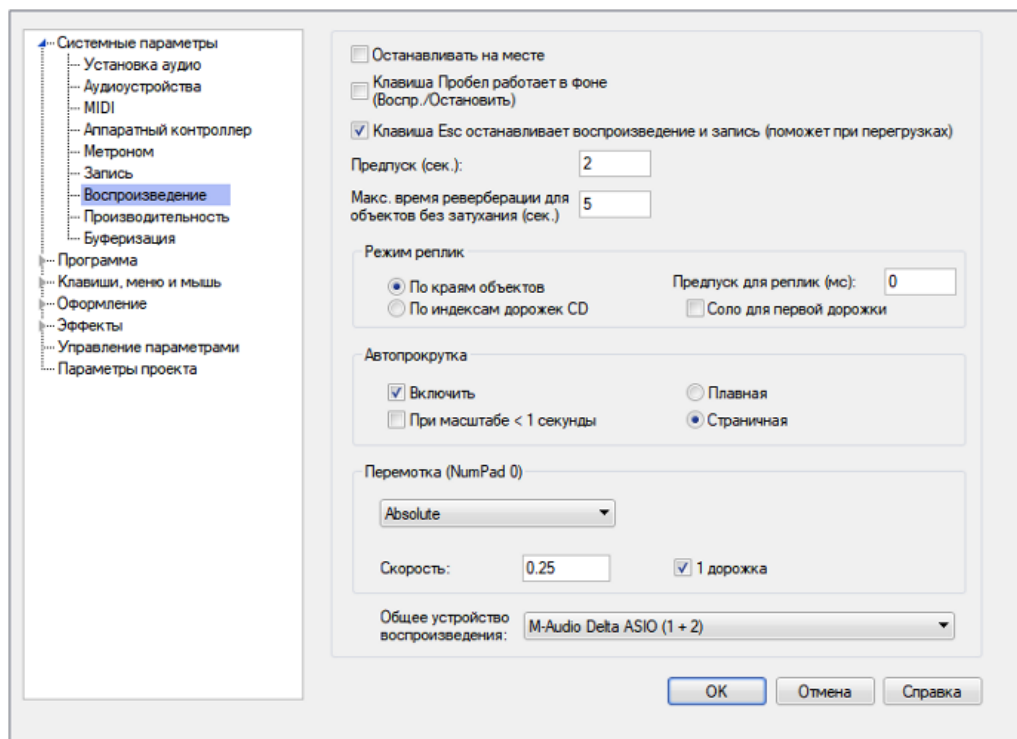 Системные параметры
Установка аудио
Аудиоустройства
MIDI
Аппаратный контроллер
Метроном
Запись
Воспроизведение
Производительность
Буферизация
Программа
Клавиши, меню и мышь
Оформление
Эффекты
Управление параметрами
Параметры проекта
Останавливать на месте
Клавиша Пробел работает в фоне
(Воспр./Остановить)
Клавиша Esc останавливает воспроизведение и запись (поможет при перегрузках)
Предпуск (сек.): 2
Макс. время реверберации для
объектов без затухания (сек.) 5
Режим реплик
По краям объектов Предпуск для реплик (мс): 0
По индексам дорожек CD Соло для первой дорожки
Автопрокрутка
Включить Плавная
При масштабе < 1 секунды Страничная
Перемотка (NumPad 0)
Absolute
Скорость: 0.25 1 дорожка
Общее устройство
воспроизведения: M-Audio Delta ASIO (1 + 2)
OK Отмена Справка